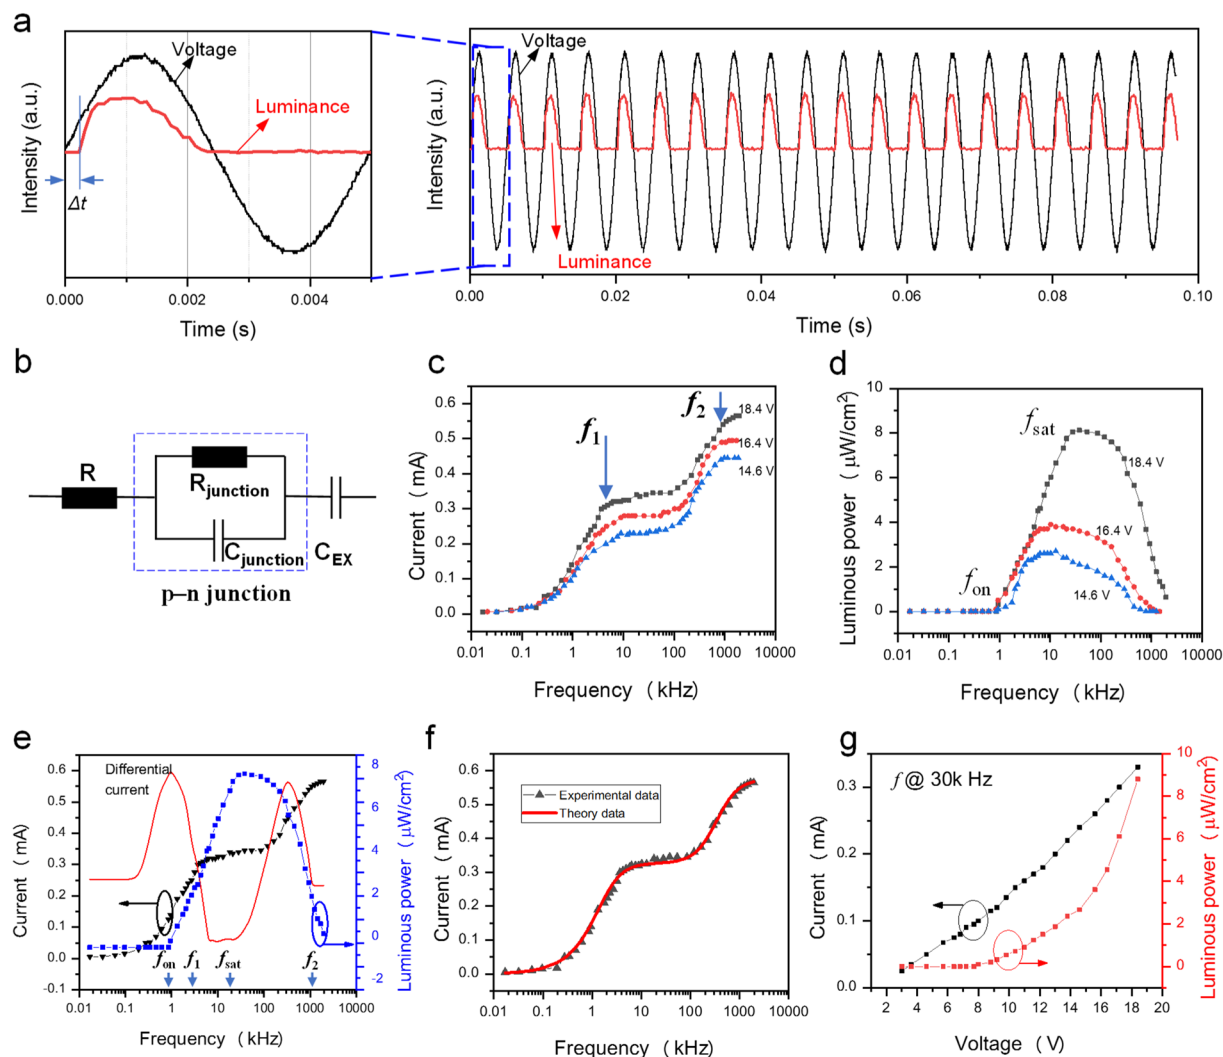 a
Intensity (a.u.)
Voltage
Luminance
Δt
0.000 0.002 0.004
Time (s)
Intensity (a.u.)
Voltage
Luminance
0.00 0.02 0.04 0.06 0.08 0.10
Time (s)
b
R
Rjunction
Cjunction
CEX
p–n junction
c
Current ( mA)
0.6
0.5
0.4
0.3
0.2
0.1
0.0
f1
f2
18.4 V
16.4 V
14.6 V
0.01 0.1 1 10 100 1000 10000
Frequency ( kHz)
d
Luminous power ( μW/cm2)
10
8
6
4
2
0
fsat
fon
18.4 V
16.4 V
14.6 V
0.01 0.1 1 10 100 1000 10000
Frequency ( kHz)
e
Current ( mA)
0.6
0.5
0.4
0.3
0.2
0.1
0.0
-0.1
Differential
current
fon f1 fsat f2
8
6
4
2
0
-2
Luminous power ( μW/cm2)
0.01 0.1 1 10 100 1000 10000
Frequency ( kHz)
f
Current ( mA)
0.6
0.5
0.4
0.3
0.2
0.1
0.0
Experimental data
Theory data
0.01 0.1 1 10 100 1000 10000
Frequency ( kHz)
g
Current ( mA)
0.3
0.2
0.1
0.0
f @ 30k Hz
10
8
6
4
2
0
Luminous power ( μW/cm2)
2 4 6 8 10 12 14 16 18 20
Voltage ( V)